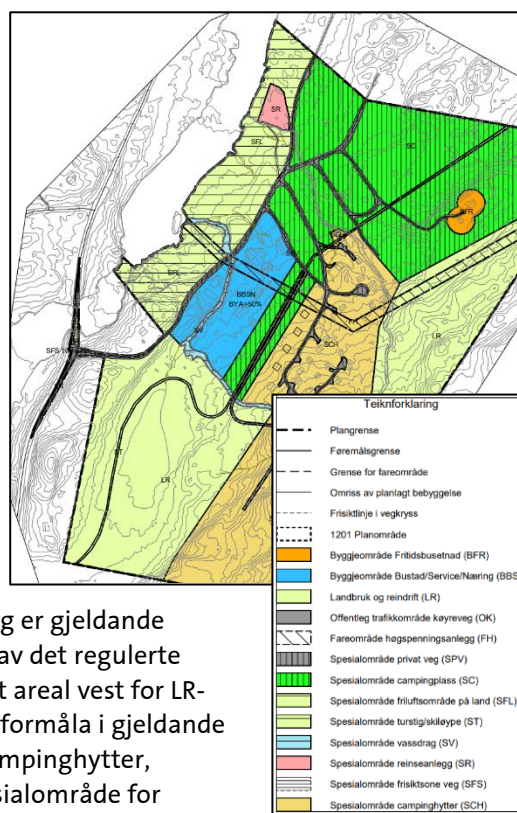 SR
SC
SFL
BFR
SFL
BBSN
BYA=50%
SV
SCH
LR
ST
LR
Teiknforklaring
Plangrense
Føremålsgrense
Grense for fareområde
Omriss av planlagt bebyggelse
Frisiktlinje i vegkryss
1201 Planområde
Byggjeområde Fritidsbusetnad (BFR)
Byggjeområde Bustad/Service/Næring (BBS
Landbruk og reindrift (LR)
Offentleg trafikkområde køyreveg (OK)
Fareområde høgspenningsanlegg (FH)
Spesialområde privat veg (SPV)
Spesialområde campingplass (SC)
Spesialområde friluftsområde på land (SFL)
Spesialområde turstig/skiløype (ST)
Spesialområde vassdrag (SV)
Spesialområde reinseanlegg (SR)
Spesialområde frisiktsone veg (SFS)
Spesialområde campinghytter (SCH)
g er gjeldande
av det regulerte
t areal vest for LR-
formåla i gjeldande
mpinghytter,
sialområde for